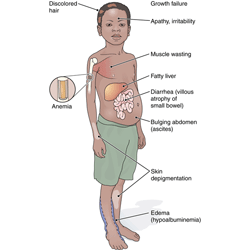 Discolored
hair
Growth failure
Apathy, irritability
Muscle wasting
Fatty liver
Diarrhea (villous
atrophy of
small bowel)
Anemia
Bulging abdomen
(ascites)
Skin
depigmentation
Edema
(hypoalbuminemia)